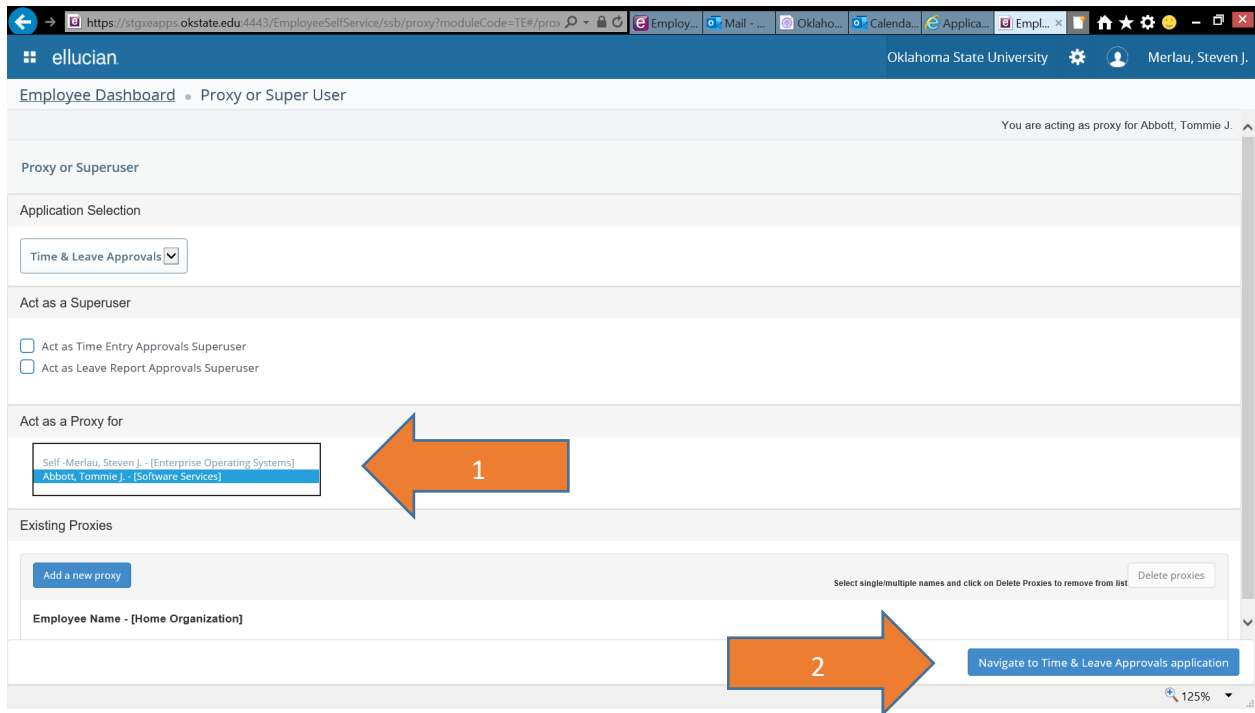 https://stgxeapps.okstate.edu:4443/EmployeeSelfService/ssb/proxy?moduleCode=TE#/prox
Employ...
Mail - ...
Oklaho...
Calenda...
Applica...
Empl...
ellucian
Oklahoma State University
Merlau, Steven J.
Employee Dashboard • Proxy or Super User
You are acting as proxy for Abbott, Tommie J.
Proxy or Superuser
Application Selection
Time & Leave Approvals
Act as a Superuser
Act as Time Entry Approvals Superuser
Act as Leave Report Approvals Superuser
Act as a Proxy for
Self -Merlau, Steven J. - [Enterprise Operating Systems]
Abbott, Tommie J. - [Software Services]
1
Existing Proxies
Add a new proxy
Select single/multiple names and click on Delete Proxies to remove from list
Delete proxies
Employee Name - [Home Organization]
2
Navigate to Time & Leave Approvals application
125%